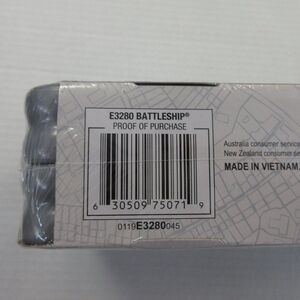 E3280 BATTLESHIP®
PROOF OF PURCHASE
6 30509 75071 9
0119E3280045
Australia consumer service
New Zealand consumer se
MADE IN VIETNAM.